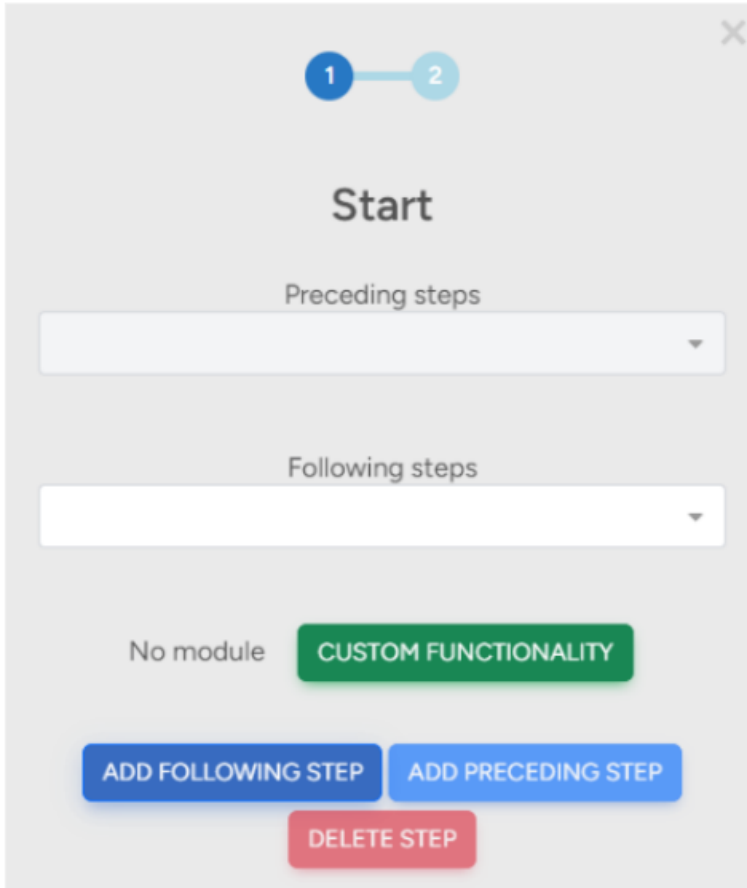 1 2
Start
Preceding steps
Following steps
No module CUSTOM FUNCTIONALITY
ADD FOLLOWING STEP ADD PRECEDING STEP
DELETE STEP